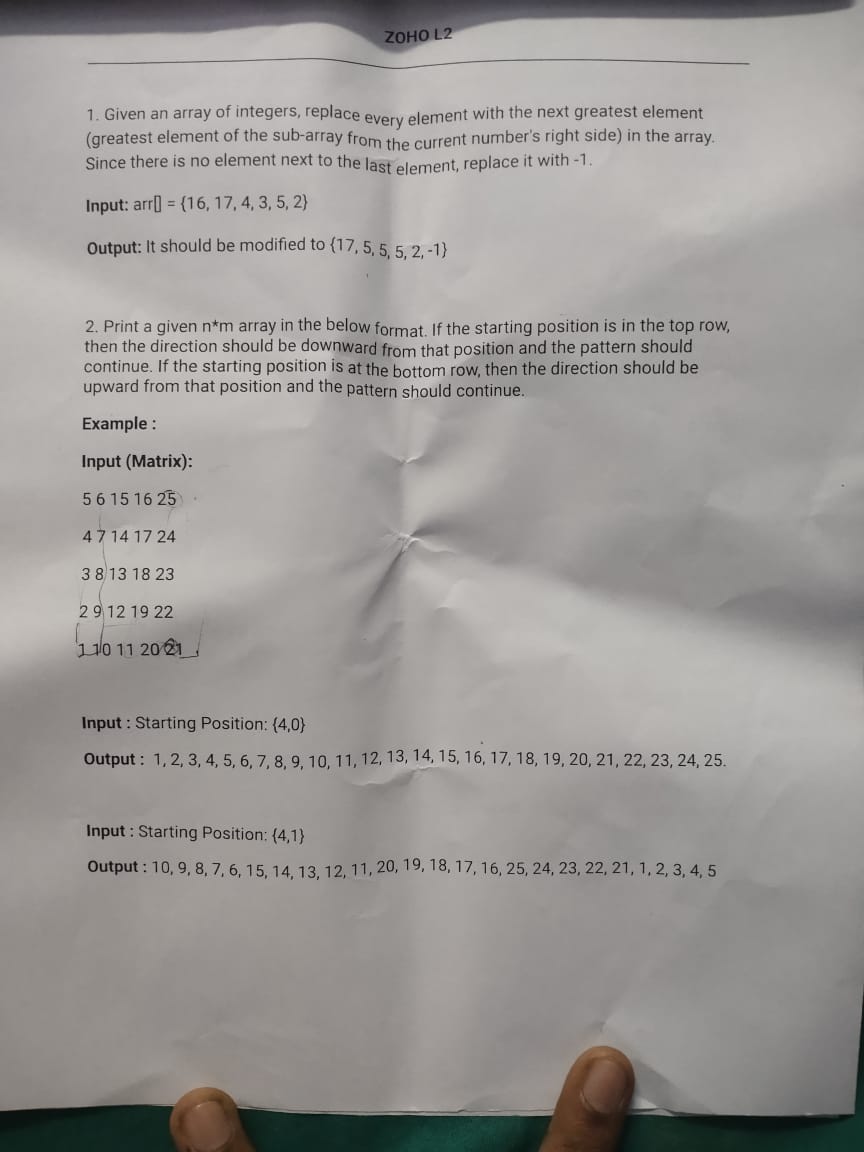 ZOHO L2
1. Given an array of integers, replace every element with the next greatest element
(greatest element of the sub-array from the current number's right side) in the array.
Since there is no element next to the last element, replace it with -1.
Input: arr[] = {16, 17, 4, 3, 5, 2}
Output: It should be modified to {17, 5, 5, 5, 2, -1}
2. Print a given n*m array in the below format. If the starting position is in the top row,
then the direction should be downward from that position and the pattern should
continue. If the starting position is at the bottom row, then the direction should be
upward from that position and the pattern should continue.
Example :
Input (Matrix):
5 6 15 16 25
4 7 14 17 24
3 8 13 18 23
2 9 12 19 22
1 10 11 20 21
Input : Starting Position: {4,0}
Output : 1, 2, 3, 4, 5, 6, 7, 8, 9, 10, 11, 12, 13, 14, 15, 16, 17, 18, 19, 20, 21, 22, 23, 24, 25.
Input : Starting Position: {4,1}
Output : 10, 9, 8, 7, 6, 15, 14, 13, 12, 11, 20, 19, 18, 17, 16, 25, 24, 23, 22, 21, 1, 2, 3, 4, 5